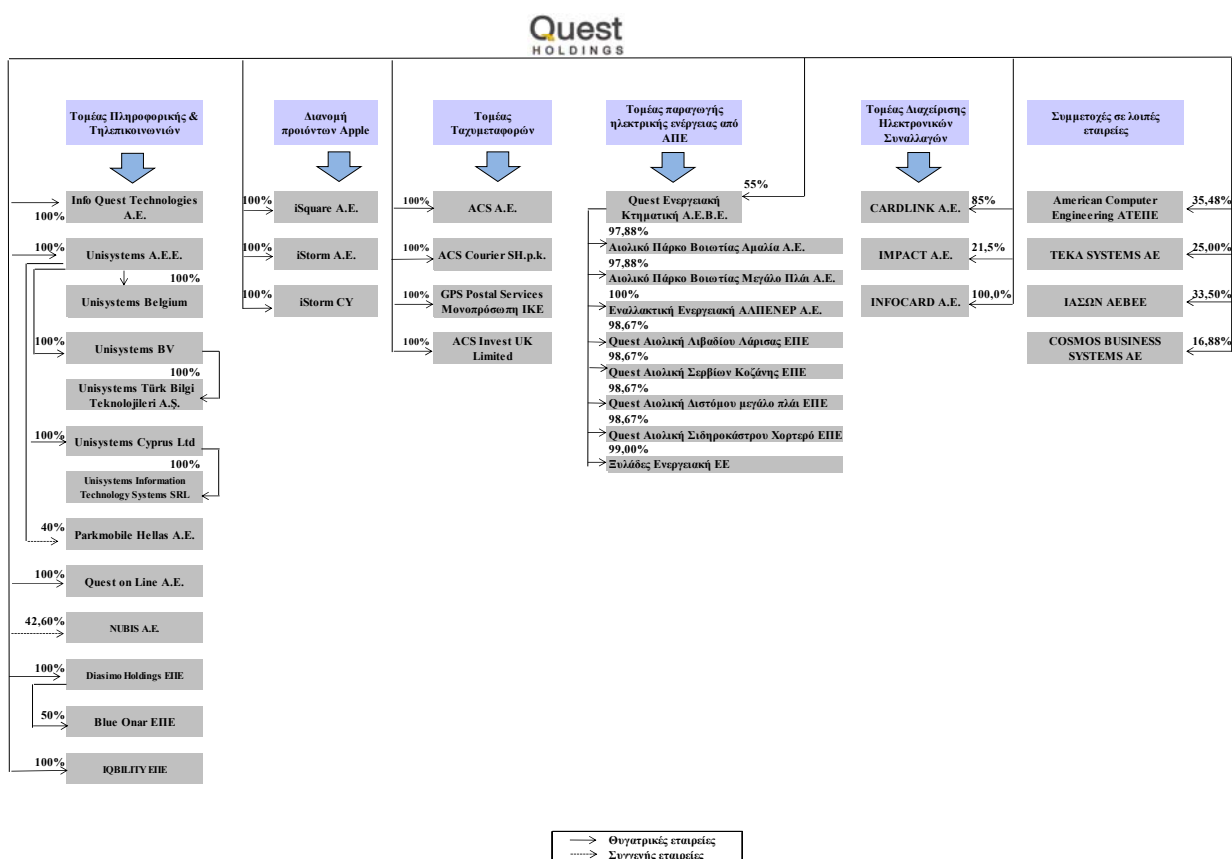 Quest
HOLDINGS
Τομέας Πληροφορικής &
Τηλεπικοινωνιών
Διανομή
προιόντων Apple
Τομέας
Ταχυμεταφορών
Τομέας παραγωγής
ηλεκτρικής ενέργειας από
ΑΠΕ
Τομέας Διαχείρισης
Ηλεκτρονικών
Συναλλαγών
Συμμετοχές σε λοιπές
εταιρείες
Info Quest Technologies
A.E.
100%
Unisystems A.E.E.
100%
100%
Unisystems Belgium
100%
Unisystems BV
100%
Unisystems Türk Bilgi
Teknolojileri A.Ş.
100%
Unisystems Cyprus Ltd
100%
Unisystems Information
Technology Systems SRL
40%
Parkmobile Hellas A.E.
100%
Quest on Line A.E.
42,60%
NUBIS A.E.
100%
Diasimo Holdings ΕΠΕ
50%
Blue Onar ΕΠΕ
100%
IQBILITY ΕΠΕ
100%
iSquare A.E.
100%
iStorm A.E.
100%
iStorm CY
100%
ACS A.E.
100%
ACS Courier SH.p.k.
100%
GPS Postal Services
Μονοπρόσωπη ΙΚΕ
100%
ACS Invest UK
Limited
55%
Quest Ενεργειακή
Κτηματική Α.Ε.Β.Ε.
97,88%
Αιολικό Πάρκο Βοιωτίας Αμαλία Α.Ε.
97,88%
Αιολικό Πάρκο Βοιωτίας Μεγάλο Πλάι Α.Ε.
100%
Εναλλακτική Ενεργειακή ΑΛΠΕΝΕΡ Α.Ε.
98,67%
Quest Αιολική Λιβαδίου Λάρισας ΕΠΕ
98,67%
Quest Αιολική Σερβίων Κοζάνης ΕΠΕ
98,67%
Quest Αιολική Διστόμου μεγάλο πλάι ΕΠΕ
98,67%
Quest Αιολική Σιδηροκάστρου Χορτερό ΕΠΕ
99,00%
Ξυλάδες Ενεργειακή ΕΕ
CARDLINK A.E.
85%
IMPACT A.E.
21,5%
INFOCARD A.E.
100,0%
American Computer
Engineering ΑΤΕΠΕ
35,48%
TEKA SYSTEMS AE
25,00%
ΙΑΣΩΝ ΑΕΒΕΕ
33,50%
COSMOS BUSINESS
SYSTEMS AE
16,88%
Θυγατρικές εταιρείες
Συγγενής εταιρείες